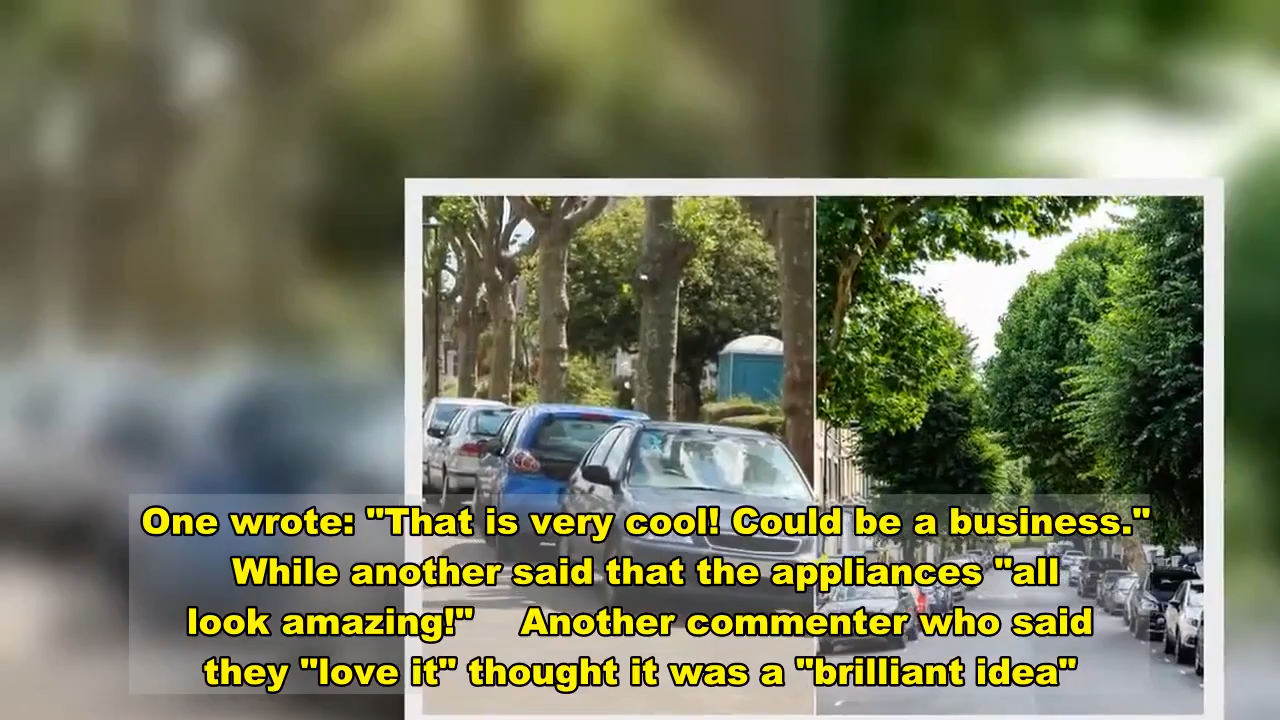 One wrote: "That is very cool! Could be a business."
While another said that the appliances "all
look amazing!" Another commenter who said
they "love it" thought it was a "brilliant idea"